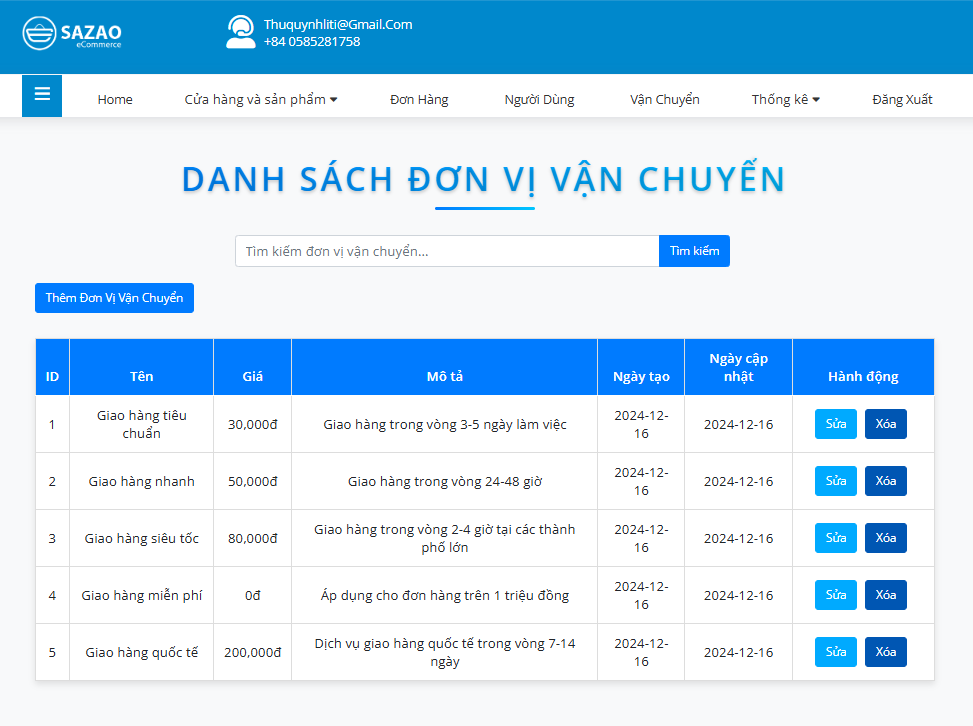 SAZAO
eCommerce
Thuquynhliti@Gmail.Com
+84 0585281758
Home
Cửa hàng và sản phẩm
Đơn Hàng
Người Dùng
Vận Chuyển
Thống kê
Đăng Xuất
DANH SÁCH ĐƠN VỊ VẬN CHUYỂN
Tìm kiếm đơn vị vận chuyển...
Tìm kiếm
Thêm Đơn Vị Vận Chuyển
ID
Tên
Giá
Mô tả
Ngày tạo
Ngày cập
nhật
Hành động
1
Giao hàng tiêu
chuẩn
30,000đ
Giao hàng trong vòng 3-5 ngày làm việc
2024-12-
16
2024-12-16
Sửa
Xóa
2
Giao hàng nhanh
50,000đ
Giao hàng trong vòng 24-48 giờ
2024-12-
16
2024-12-16
Sửa
Xóa
3
Giao hàng siêu tốc
80,000đ
Giao hàng trong vòng 2-4 giờ tại các thành
phố lớn
2024-12-
16
2024-12-16
Sửa
Xóa
4
Giao hàng miễn phí
0đ
Áp dụng cho đơn hàng trên 1 triệu đồng
2024-12-
16
2024-12-16
Sửa
Xóa
5
Giao hàng quốc tế
200,000đ
Dịch vụ giao hàng quốc tế trong vòng 7-14
ngày
2024-12-
16
2024-12-16
Sửa
Xóa